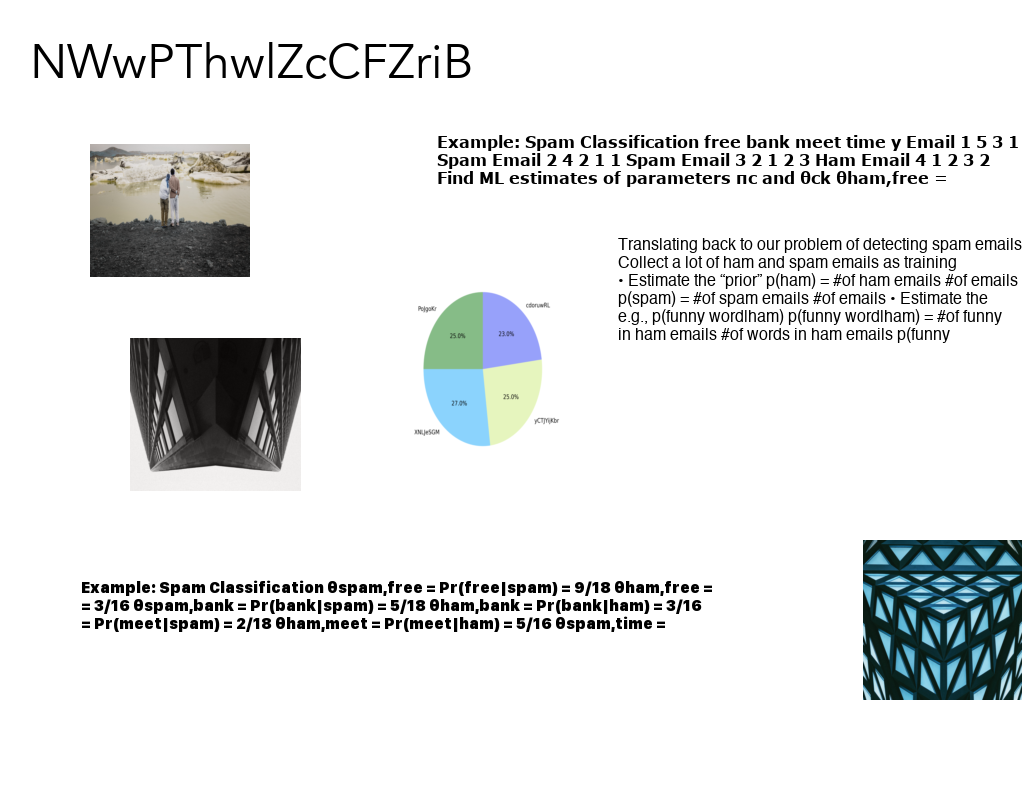 NWwPThwlZcCFZriB
Example: Spam Classification free bank meet time y Email 1 5 3 1
Spam Email 2 4 2 1 1 Spam Email 3 2 1 2 3 Ham Email 4 1 2 3 2
Find ML estimates of parameters πc and θck θham,free =
Translating back to our problem of detecting spam emails
Collect a lot of ham and spam emails as training
• Estimate the “prior” p(ham) = #of ham emails #of emails
p(spam) = #of spam emails #of emails • Estimate the
e.g., p(funny word|ham) p(funny word|ham) = #of funny
in ham emails #of words in ham emails p(funny
PoJgoKr
cdoruwRL
25.0%
23.0%
27.0%
25.0%
XNLJeSGM
yCTJYijKbr
Example: Spam Classification θspam,free = Pr(free|spam) = 9/18 θham,free =
= 3/16 θspam,bank = Pr(bank|spam) = 5/18 θham,bank = Pr(bank|ham) = 3/16
= Pr(meet|spam) = 2/18 θham,meet = Pr(meet|ham) = 5/16 θspam,time =